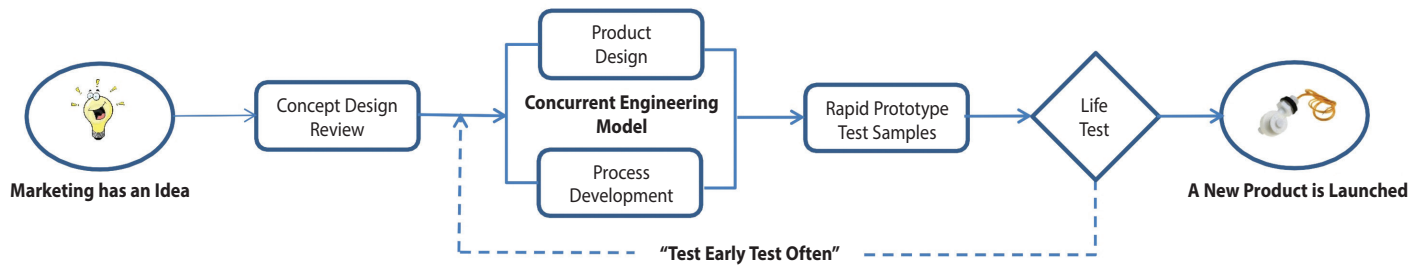 Marketing has an Idea
Concept Design
Review
Product
Design
Concurrent Engineering
Model
Process
Development
Rapid Prototype
Test Samples
Life
Test
A New Product is Launched
“Test Early Test Often”